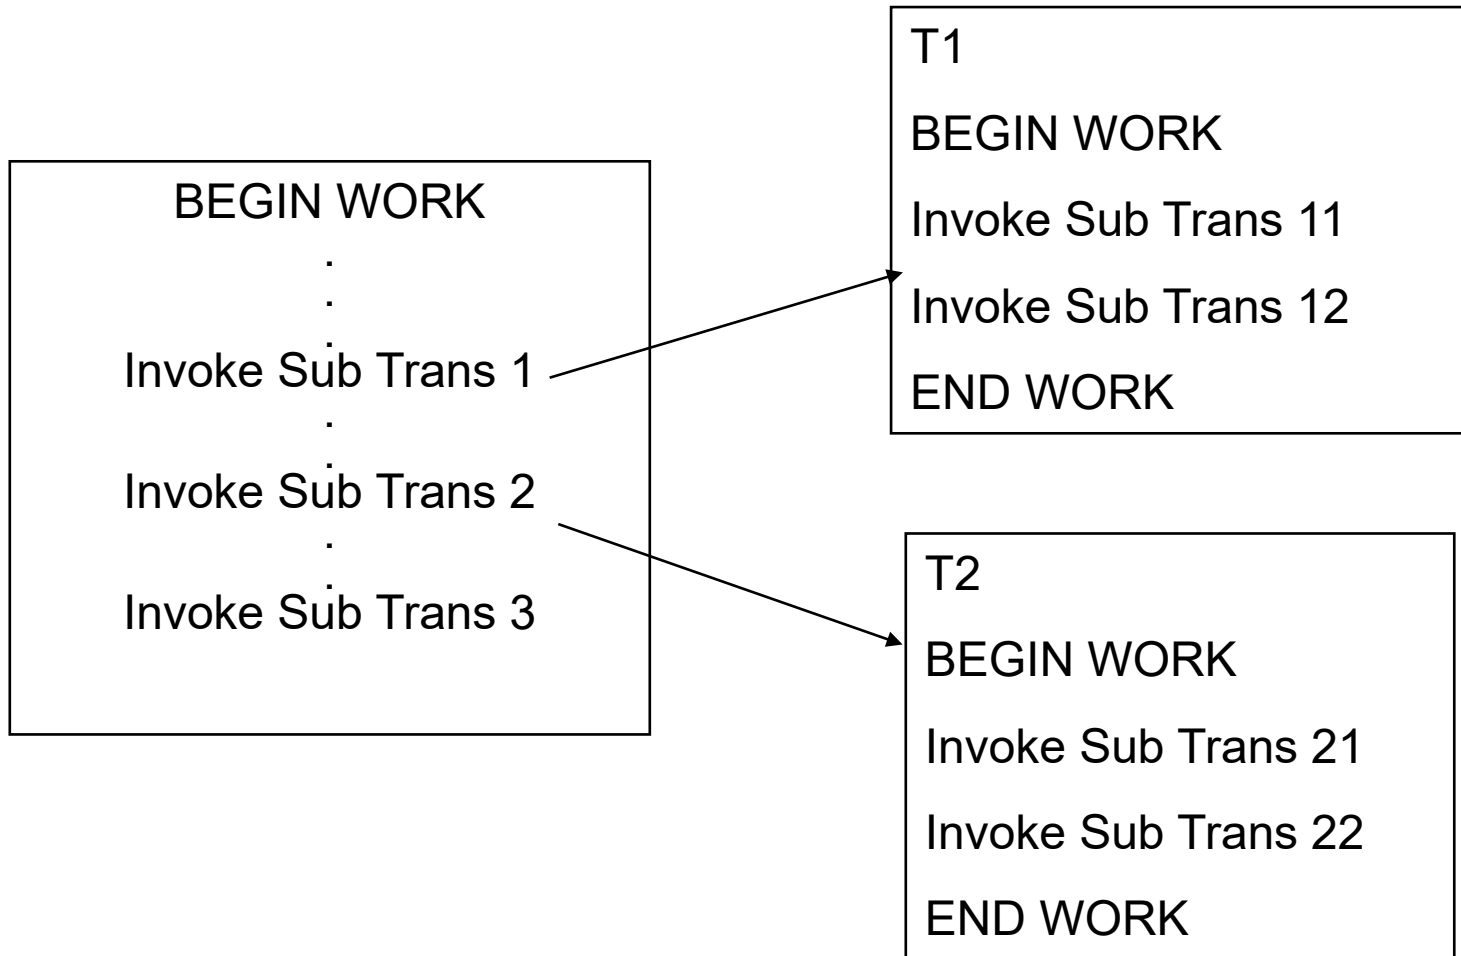 BEGIN WORK
.
.
.
Invoke Sub Trans 1
.
.
Invoke Sub Trans 2
.
.
Invoke Sub Trans 3
T1
BEGIN WORK
Invoke Sub Trans 11
Invoke Sub Trans 12
END WORK
T2
BEGIN WORK
Invoke Sub Trans 21
Invoke Sub Trans 22
END WORK